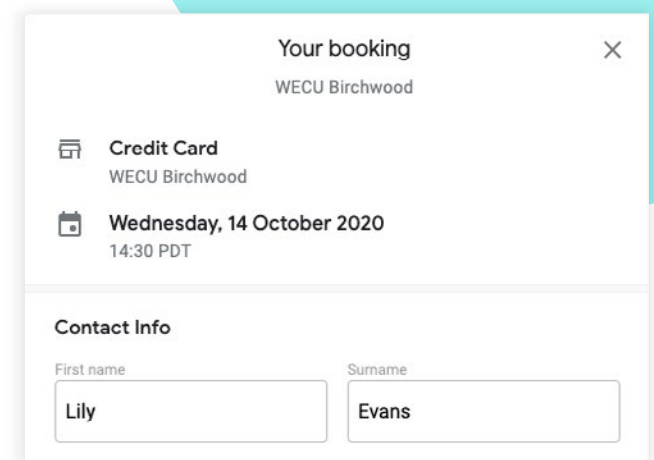 Your booking
WECU Birchwood
Credit Card
WECU Birchwood
Wednesday, 14 October 2020
14:30 PDT
Contact Info
First name Surname
Lily Evans